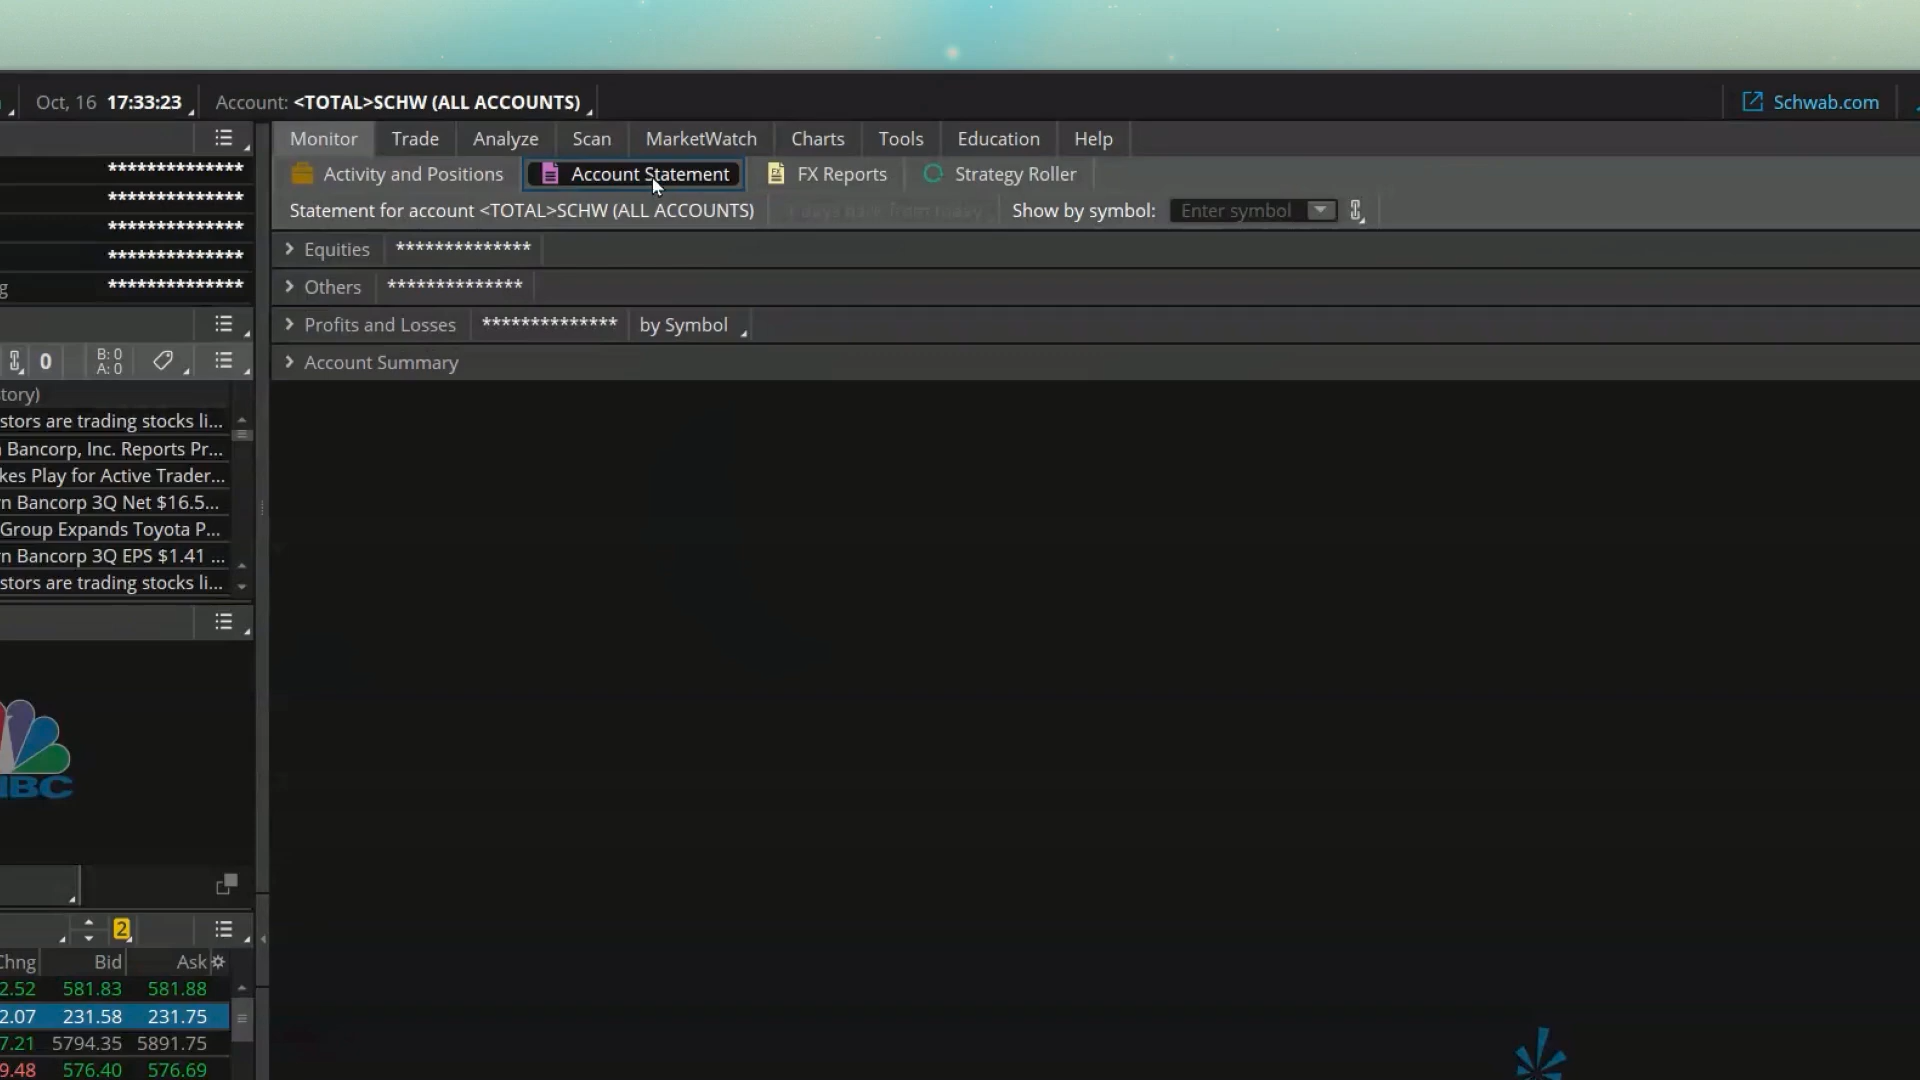 Oct, 16 17:33:23 Account: <TOTAL>SCHW (ALL ACCOUNTS) Schwab.com
Monitor Trade Analyze Scan MarketWatch Charts Tools Education Help
************** Activity and Positions Account Statement FX Reports Strategy Roller
************** Statement for account <TOTAL>SCHW (ALL ACCOUNTS) Show by symbol: Enter symbol
**************
************** Equities **************
g ************** Others **************
Profits and Losses ************** by Symbol
0 B: 0 A: 0 Account Summary
tory)
stors are trading stocks li...
Bancorp, Inc. Reports Pr...
kes Play for Active Trader...
n Bancorp 3Q Net $16.5...
Group Expands Toyota P...
n Bancorp 3Q EPS $1.41 ...
stors are trading stocks li...
NBC
2
Chng Bid Ask
2.52 581.83 581.88
2.07 231.58 231.75
7.21 5794.35 5891.75
9.48 576.40 576.69